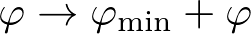 φ → φ_min + φ